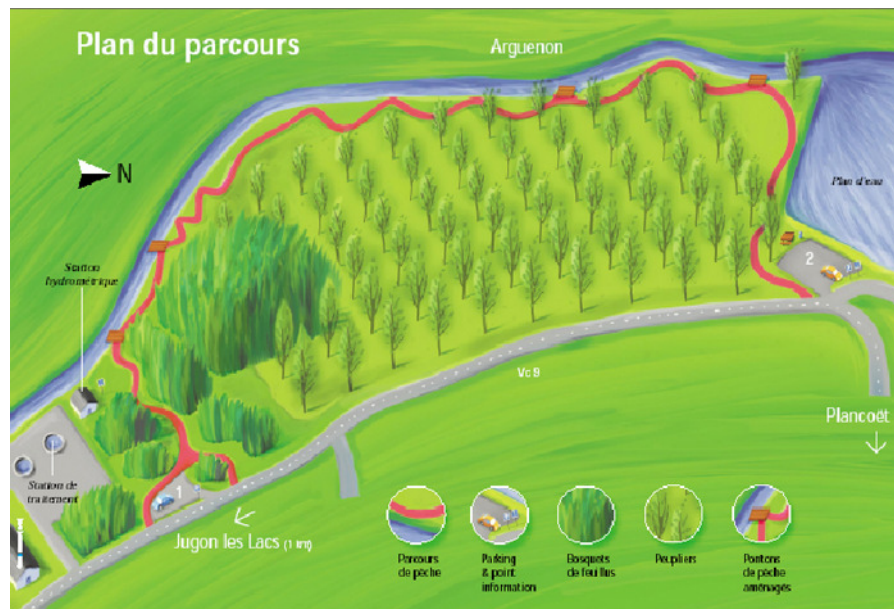 Plan du parcours
Arguenon
N
Plan d'eau
Station
hydrométrique
2
Vc 9
Plancoët
Station de
traitement
1
Jugon les Lacs (1 km)
Parcours
de pêche
Parking
& point
information
Bosquets
de feuillus
Peupliers
Pontons
de pêche
aménagés